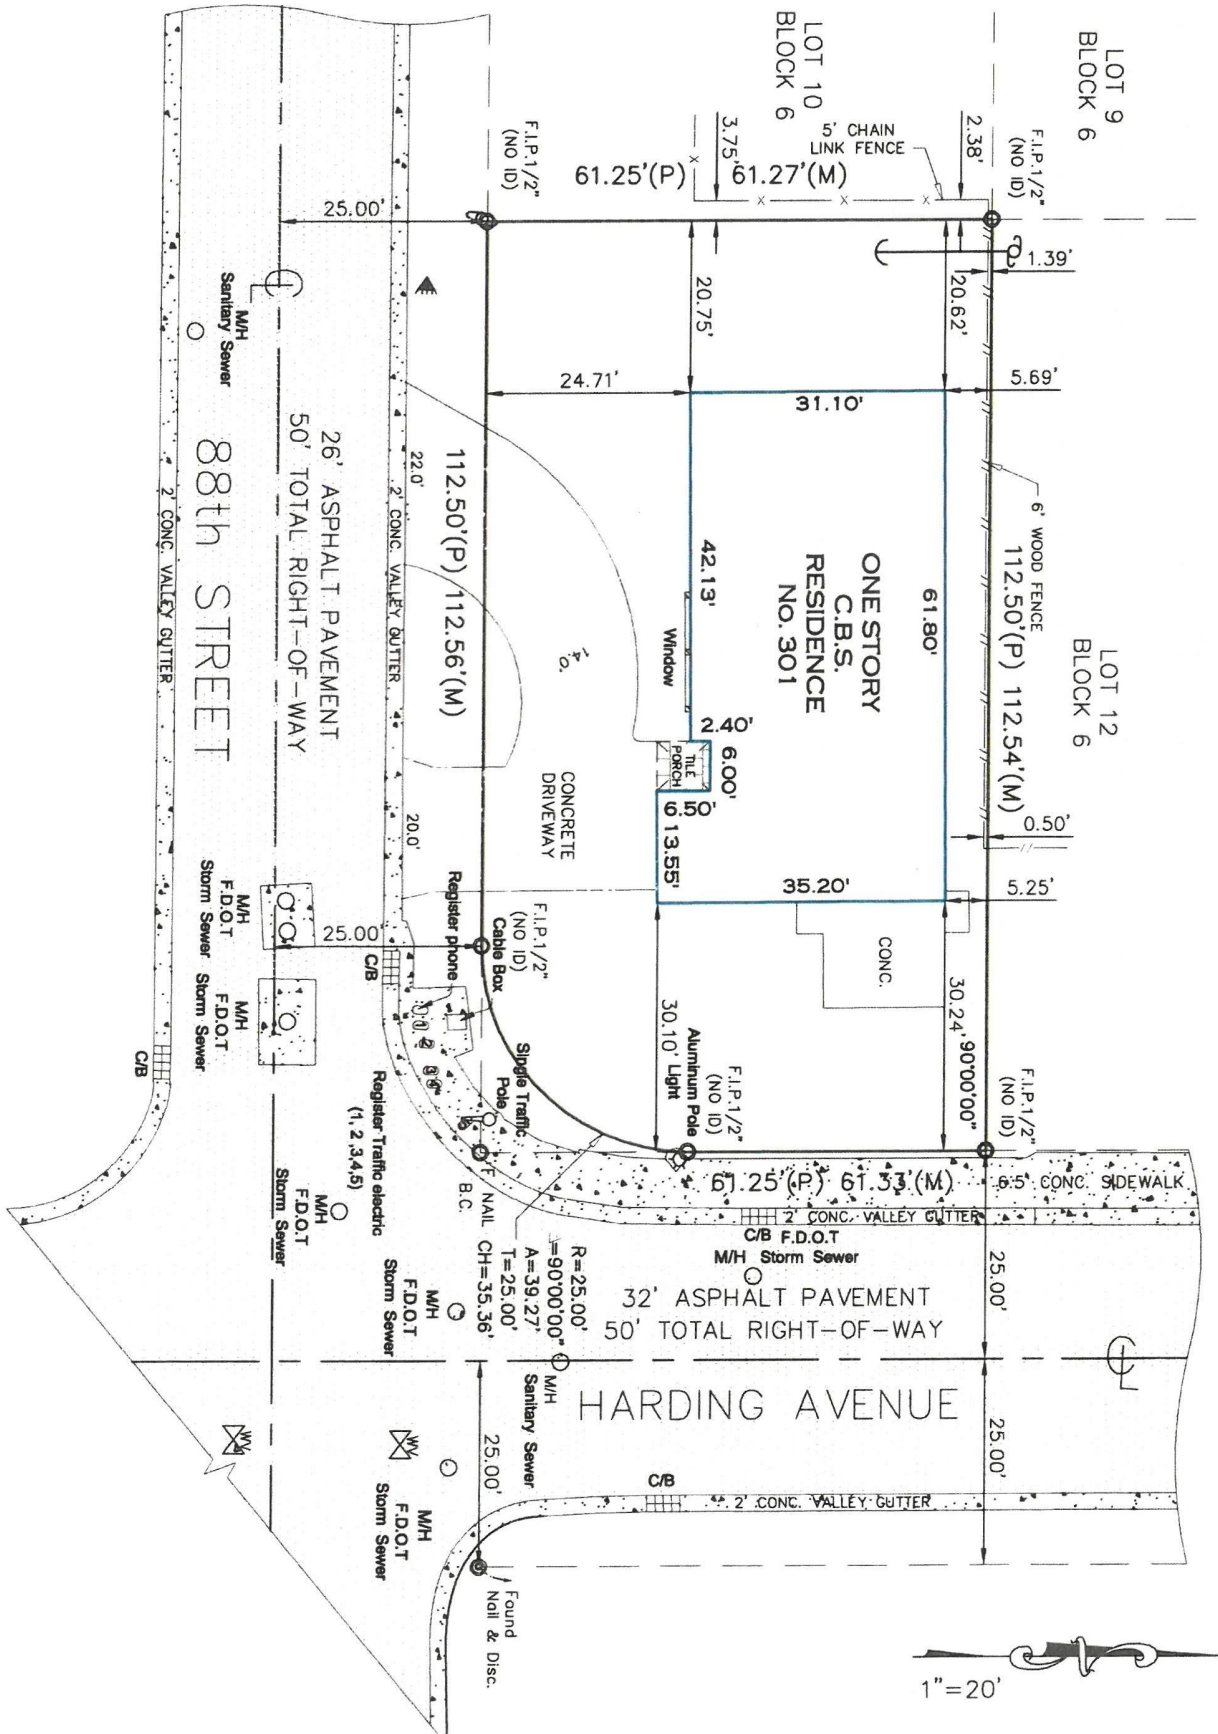 LOT 9
BLOCK 6
LOT 10
BLOCK 6
5' CHAIN
LINK FENCE
3.75'
2.38'
61.25'(P)
61.27'(M)
F.I.P.1/2"
(NO ID)
F.I.P.1/2"
(NO ID)
25.00'
1.39'
20.75'
20.62'
24.71'
31.10'
5.69'
M/H
Sanitary Sewer
26' ASPHALT PAVEMENT
50' TOTAL RIGHT-OF-WAY
88th STREET
2' CONC. VALLEY GUTTER
2' CONC. VALLEY GUTTER
22.0'
112.50'(P) 112.56'(M)
42.13'
Window
14.0'
ONE STORY
C.B.S.
RESIDENCE
No. 301
61.80'
6' WOOD FENCE
112.50'(P) 112.54'(M)
LOT 12
BLOCK 6
2.40'
6.00'
TILE
PORCH
6.50'
13.55'
CONCRETE
DRIVEWAY
20.0'
0.50'
35.20'
5.25'
CONC.
Register phone
Cable Box
F.I.P.1/2"
(NO ID)
25.00'
C/B
M/H
F.D.O.T
Storm Sewer
M/H
F.D.O.T
Storm Sewer
C/B
30.10'
Light
Aluminum Pole
F.I.P.1/2"
(NO ID)
30.24'
90°00'00"
F.I.P.1/2"
(NO ID)
1
2
3
4
5
Single Traffic
Pole
Register Traffic electric
(1, 2 ,3,4,5)
F NAIL
B.C.
61.25'(P) 61.33'(M)
6.5' CONC. SIDEWALK
2' CONC. VALLEY GUTTER
C/B F.D.O.T
M/H Storm Sewer
M/H
F.D.O.T
Storm Sewer
M/H
F.D.O.T
Storm Sewer
R=25.00'
Δ=90°00'00"
A=39.27'
T=25.00'
CH=35.36'
32' ASPHALT PAVEMENT
50' TOTAL RIGHT-OF-WAY
25.00'
M/H
Sanitary Sewer
HARDING AVENUE
25.00'
25.00'
WV
WV
M/H
F.D.O.T
Storm Sewer
C/B
2' CONC. VALLEY GUTTER
Found
Nail & Disc.
1"=20'